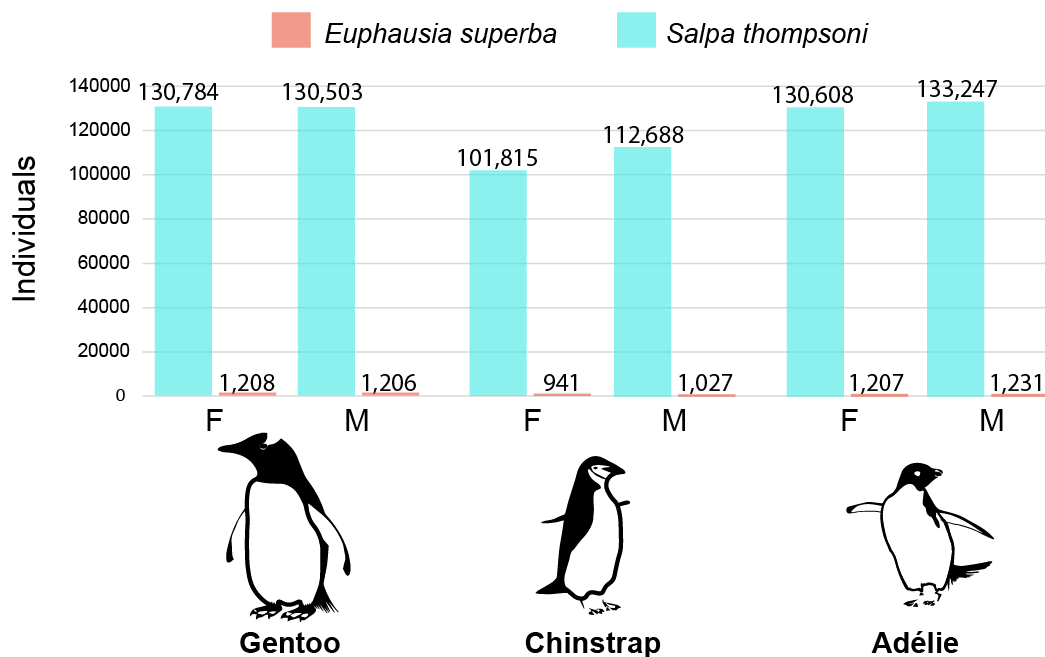 Euphausia superba
Salpa thompsoni
Individuals
140000
120000
100000
80000
60000
40000
20000
0
130,784
130,503
101,815
112,688
130,608
133,247
1,208
1,206
941
1,027
1,207
1,231
F
M
F
M
F
M
Gentoo
Chinstrap
Adélie